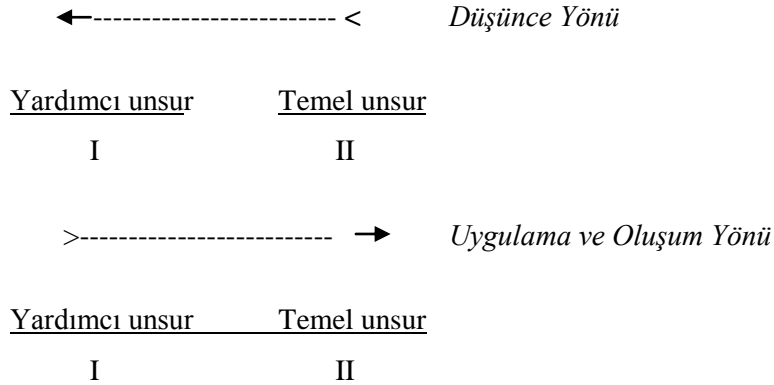 <-------------------------- < Düşünce Yönü
Yardımcı unsur Temel unsur
I II
>-------------------------- → Uygulama ve Oluşum Yönü
Yardımcı unsur Temel unsur
I II